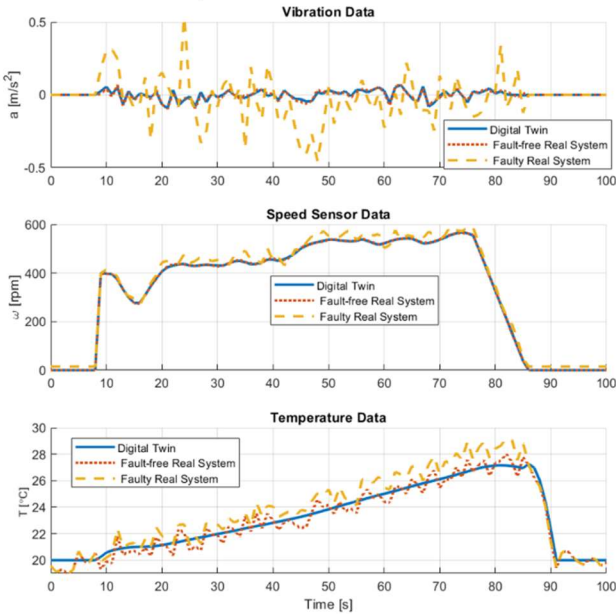 Vibration Data
0.5
0
-0.5
a [m/s²]
0 10 20 30 40 50 60 70 80 90 100
Digital Twin
Fault-free Real System
Faulty Real System
Speed Sensor Data
600
400
200
0
ω [rpm]
0 10 20 30 40 50 60 70 80 90 100
Digital Twin
Fault-free Real System
Faulty Real System
Temperature Data
30
28
26
24
22
20
T [°C]
0 10 20 30 40 50 60 70 80 90 100
Digital Twin
Fault-free Real System
Faulty Real System
Time [s]